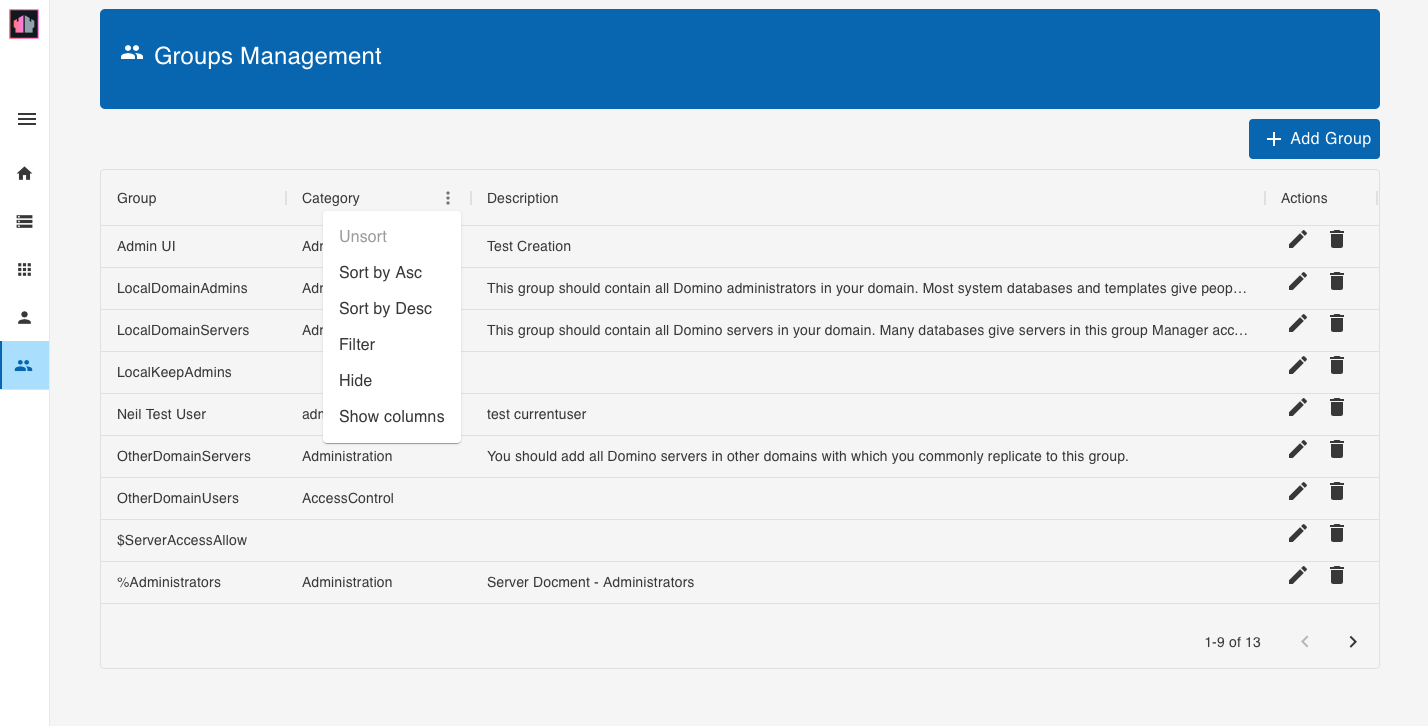 Groups Management
Add Group
Group Category Description Actions
Unsort
Sort by Asc
Sort by Desc
Filter
Hide
Show columns
Admin UI Test Creation
LocalDomainAdmins This group should contain all Domino administrators in your domain. Most system databases and templates give peop...
LocalDomainServers This group should contain all Domino servers in your domain. Many databases give servers in this group Manager acc...
LocalKeepAdmins
Neil Test User test currentuser
OtherDomainServers Administration You should add all Domino servers in other domains with which you commonly replicate to this group.
OtherDomainUsers AccessControl
$ServerAccessAllow
%Administrators Administration Server Docment - Administrators
1-9 of 13